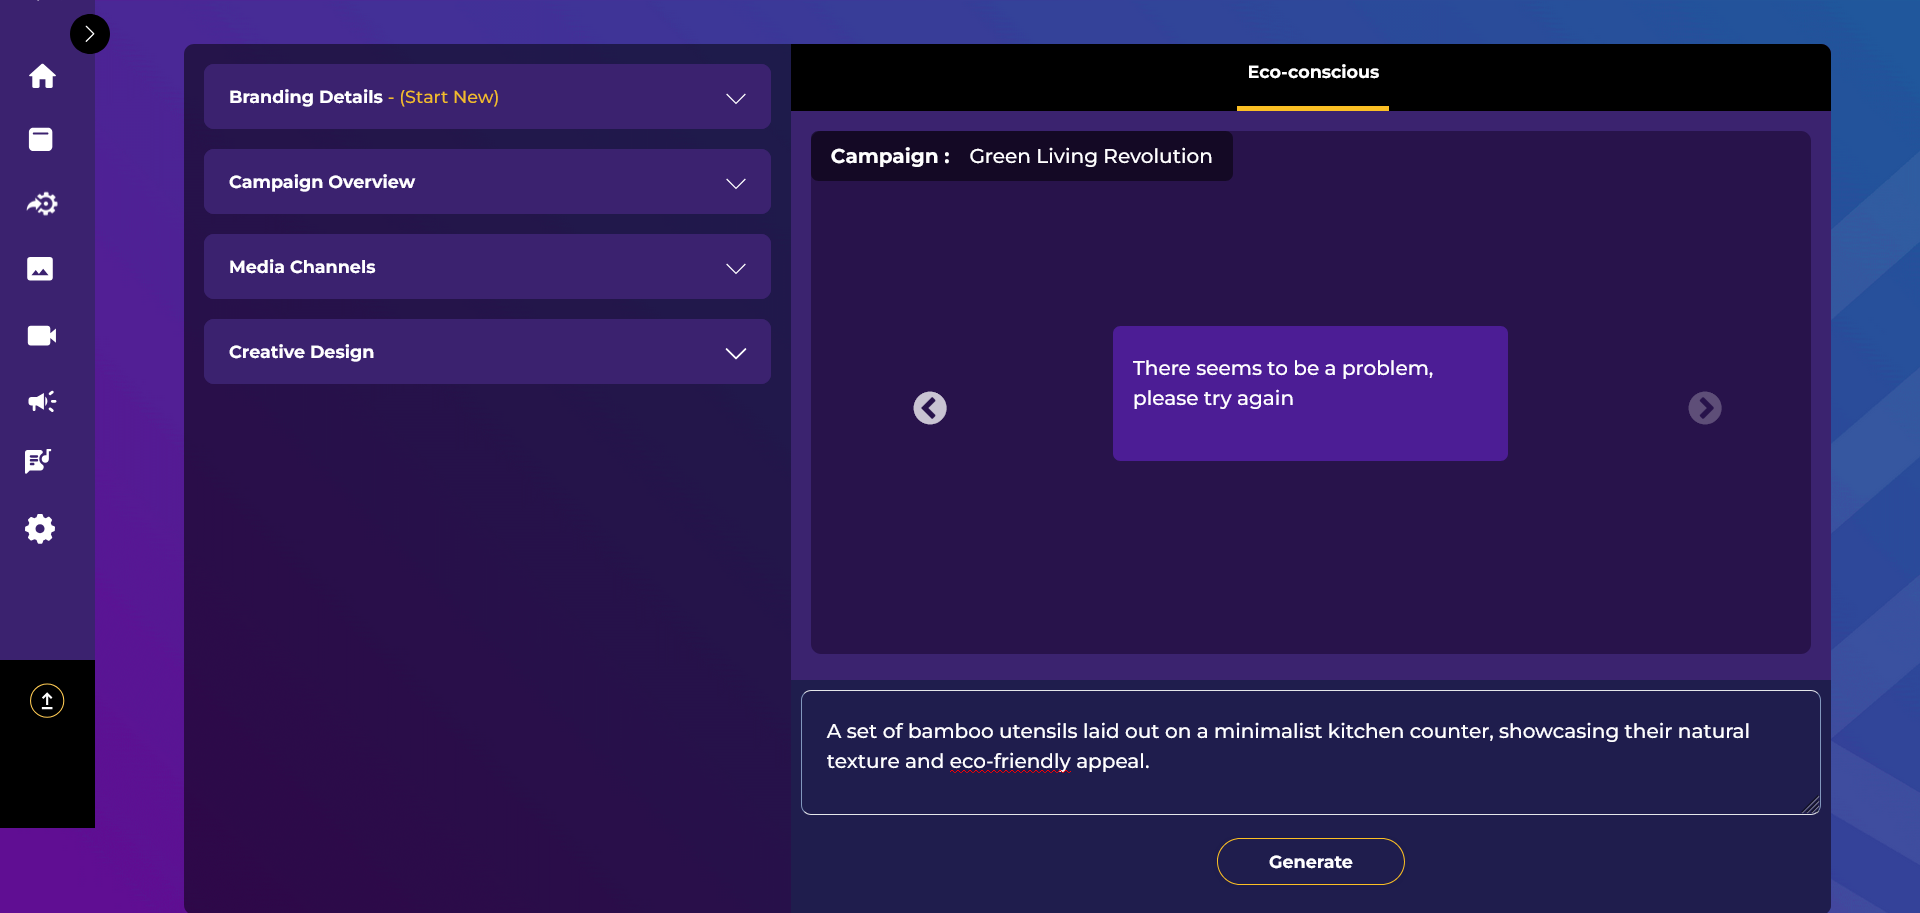 Branding Details - (Start New)
Campaign Overview
Media Channels
Creative Design
Eco-conscious
Campaign : Green Living Revolution
There seems to be a problem,
please try again
A set of bamboo utensils laid out on a minimalist kitchen counter, showcasing their natural
texture and eco-friendly appeal.
Generate